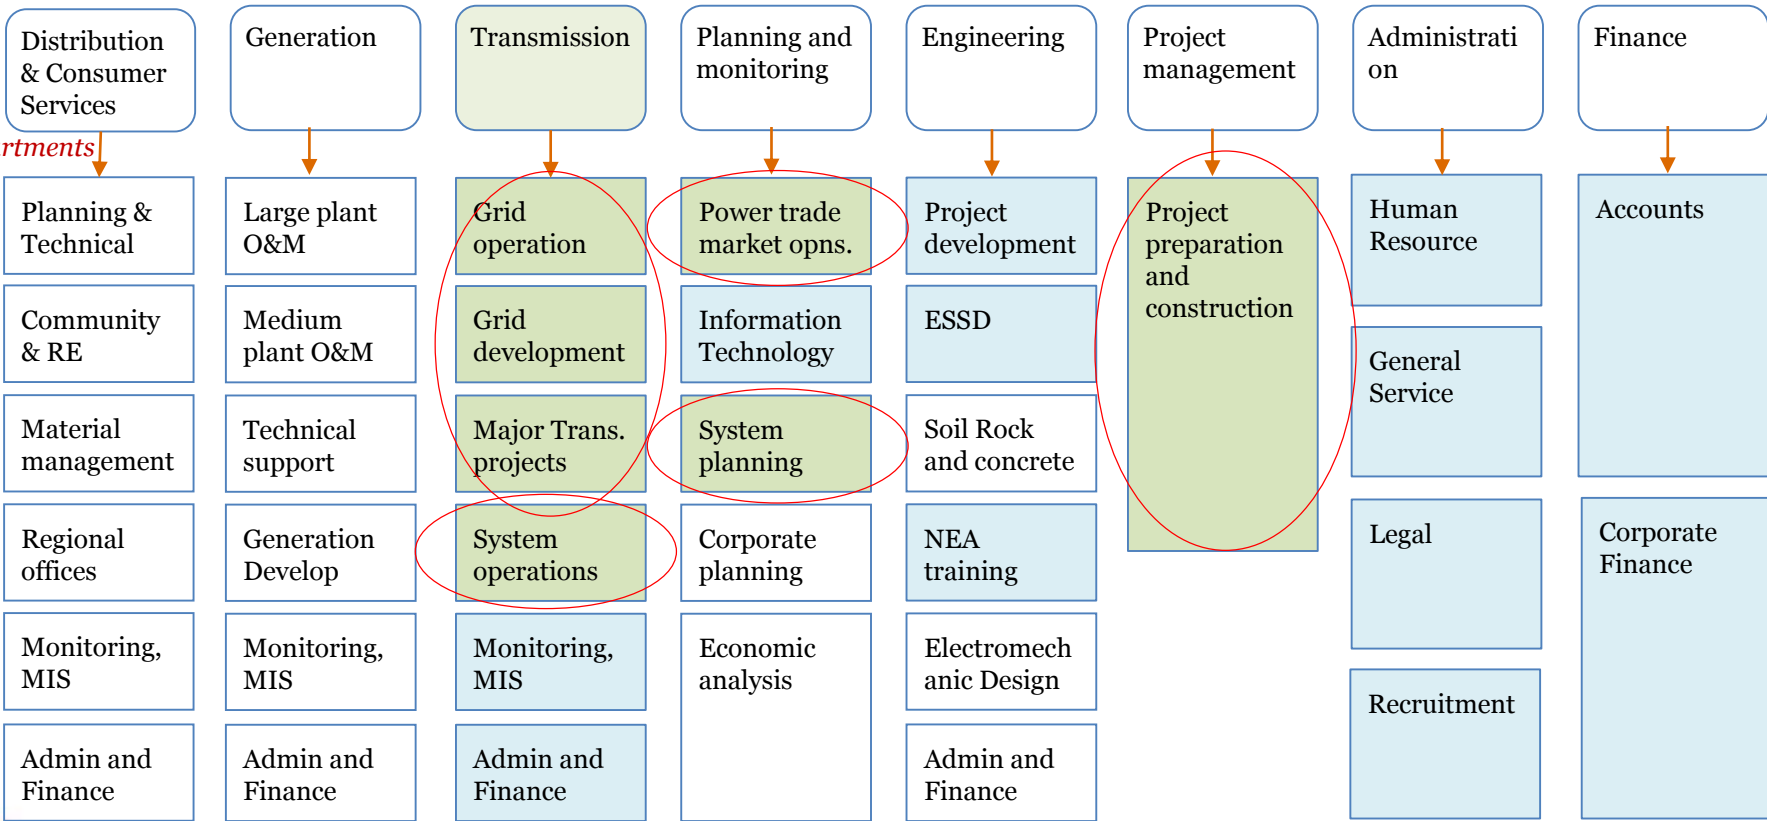 Distribution
& Consumer
Services
Generation
Transmission
Planning and
monitoring
Engineering
Project
management
Administrati
on
Finance
rtments
Planning &
Technical
Community
& RE
Material
management
Regional
offices
Monitoring,
MIS
Admin and
Finance
Large plant
O&M
Medium
plant O&M
Technical
support
Generation
Develop
Monitoring,
MIS
Admin and
Finance
Grid
operation
Grid
development
Major Trans.
projects
System
operations
Monitoring,
MIS
Admin and
Finance
Power trade
market opns.
Information
Technology
System
planning
Corporate
planning
Economic
analysis
Project
development
ESSD
Soil Rock
and concrete
NEA
training
Electromech
anic Design
Admin and
Finance
Project
preparation
and
construction
Human
Resource
General
Service
Legal
Recruitment
Accounts
Corporate
Finance